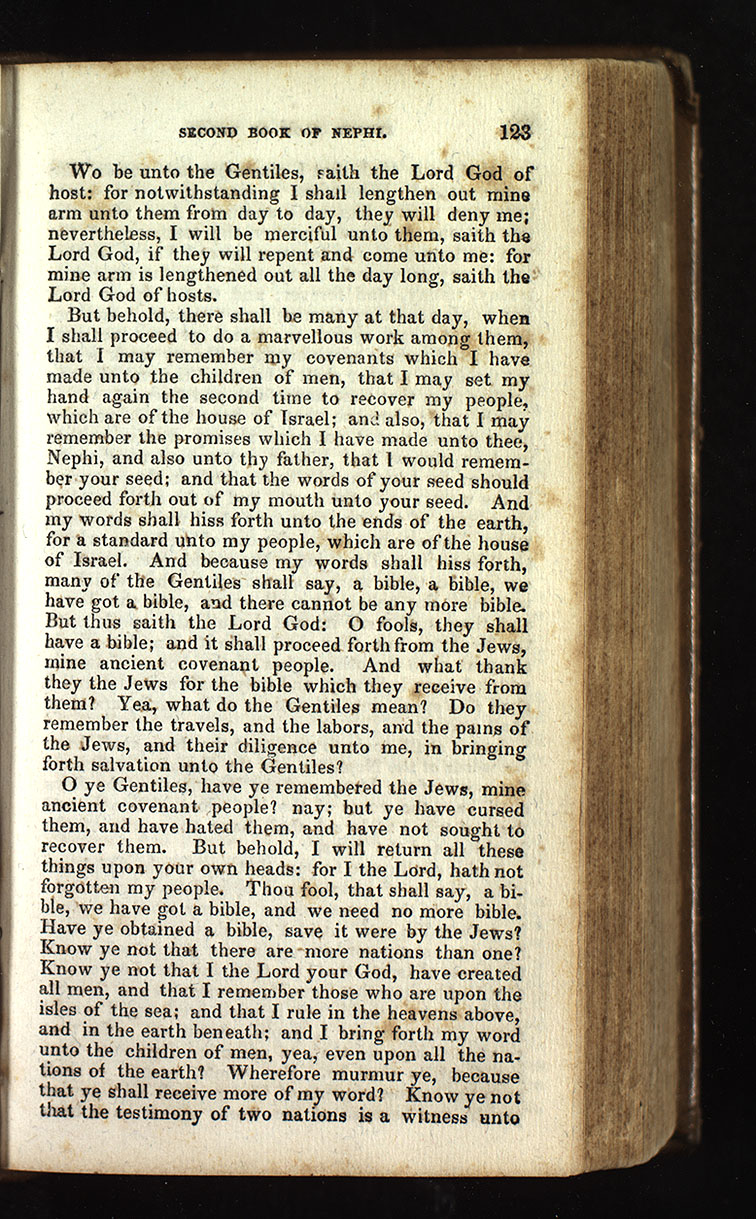 SECOND BOOK OF NEPHI. 123
Wo be unto the Gentiles, saith the Lord God of
host: for notwithstanding I shall lengthen out mine
arm unto them from day to day, they will deny me;
nevertheless, I will be merciful unto them, saith the
Lord God, if they will repent and come unto me: for
mine arm is lengthened out all the day long, saith the
Lord God of hosts.
But behold, there shall be many at that day, when
I shall proceed to do a marvellous work among them,
that I may remember my covenants which I have
made unto the children of men, that I may set my
hand again the second time to recover my people,
which are of the house of Israel; and also, that I may
remember the promises which I have made unto thee,
Nephi, and also unto thy father, that I would remem-
ber your seed; and that the words of your seed should
proceed forth out of my mouth unto your seed. And
my words shall hiss forth unto the ends of the earth,
for a standard unto my people, which are of the house
of Israel. And because my words shall hiss forth,
many of the Gentiles shall say, a bible, a bible, we
have got a bible, and there cannot be any more bible.
But thus saith the Lord God: O fools, they shall
have a bible; and it shall proceed forth from the Jews,
mine ancient covenant people. And what thank
they the Jews for the bible which they receive from
them? Yea, what do the Gentiles mean? Do they
remember the travels, and the labors, and the pains of
the Jews, and their diligence unto me, in bringing
forth salvation unto the Gentiles?
O ye Gentiles, have ye remembered the Jews, mine
ancient covenant people? nay; but ye have cursed
them, and have hated them, and have not sought to
recover them. But behold, I will return all these
things upon your own heads: for I the Lord, hath not
forgotten my people. Thou fool, that shall say, a bi-
ble, we have got a bible, and we need no more bible.
Have ye obtained a bible, save it were by the Jews?
Know ye not that there are more nations than one?
Know ye not that I the Lord your God, have created
all men, and that I remember those who are upon the
isles of the sea; and that I rule in the heavens above,
and in the earth beneath; and I bring forth my word
unto the children of men, yea, even upon all the na-
tions of the earth? Wherefore murmur ye, because
that ye shall receive more of my word? Know ye not
that the testimony of two nations is a witness unto